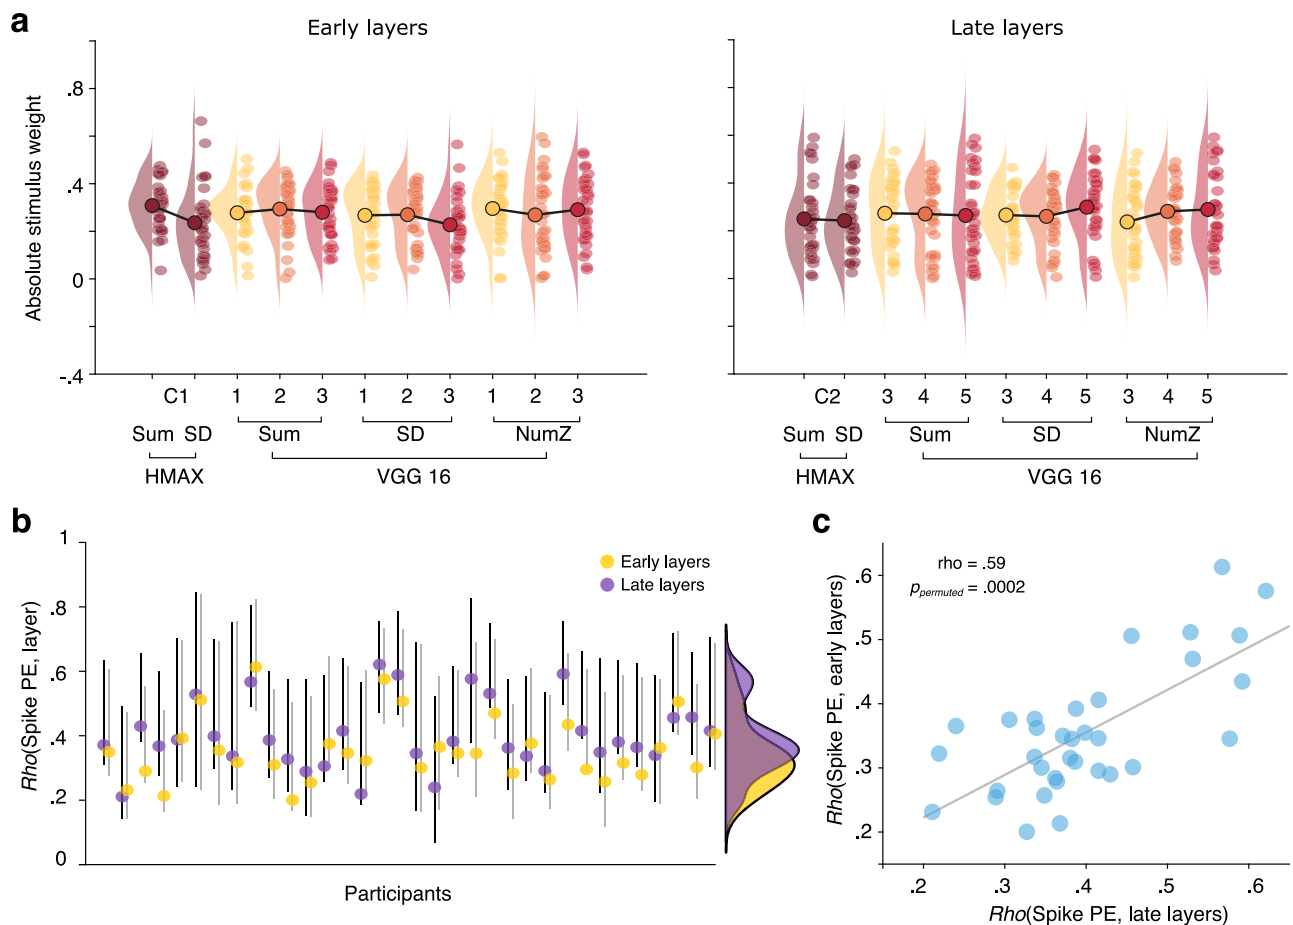 a
Early layers
Late layers
Absolute stimulus weight
.8
.4
0
-.4
C1 1 2 3 1 2 3 1 2 3
Sum SD Sum SD NumZ
HMAX VGG 16
C2 3 4 5 3 4 5 3 4 5
Sum SD Sum SD NumZ
HMAX VGG 16
b
Rho(Spike PE, layer)
1
.8
.6
.4
.2
0
Early layers
Late layers
Participants
c
Rho(Spike PE, early layers)
rho = .59
ppermuted = .0002
.6
.5
.4
.3
.2
.2 .3 .4 .5 .6
Rho(Spike PE, late layers)